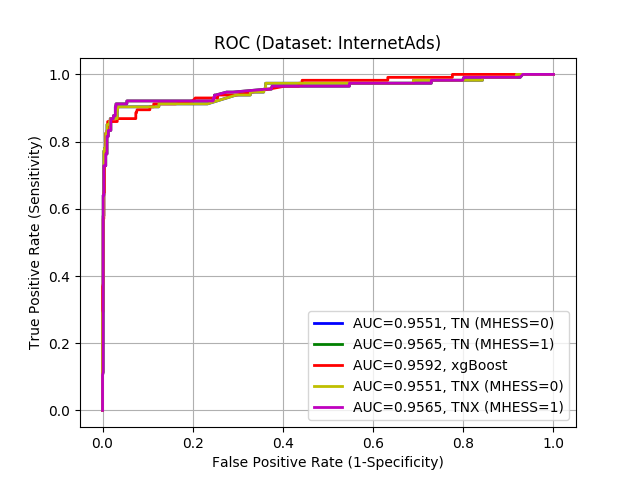 ROC (Dataset: InternetAds)
True Positive Rate (Sensitivity)
1.0
0.8
0.6
0.4
0.2
0.0
AUC=0.9551, TN (MHESS=0)
AUC=0.9565, TN (MHESS=1)
AUC=0.9592, xgBoost
AUC=0.9551, TNX (MHESS=0)
AUC=0.9565, TNX (MHESS=1)
0.0 0.2 0.4 0.6 0.8 1.0
False Positive Rate (1-Specificity)